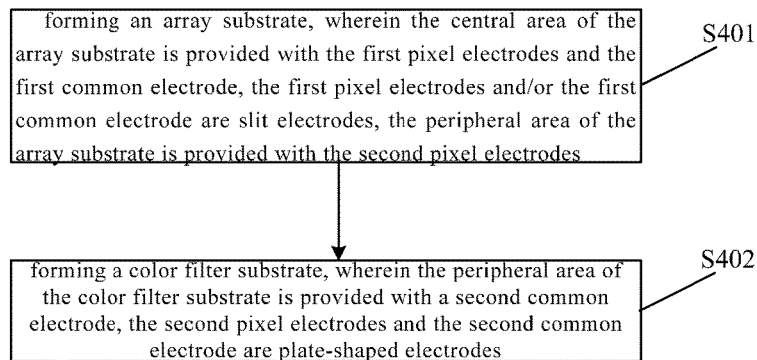 forming an array substrate, wherein the central area of the
array substrate is provided with the first pixel electrodes and the
first common electrode, the first pixel electrodes and/or the first
common electrode are slit electrodes, the peripheral area of the
array substrate is provided with the second pixel electrodes
S401
forming a color filter substrate, wherein the peripheral area of
the color filter substrate is provided with a second common
electrode, the second pixel electrodes and the second common
electrode are plate-shaped electrodes
S402